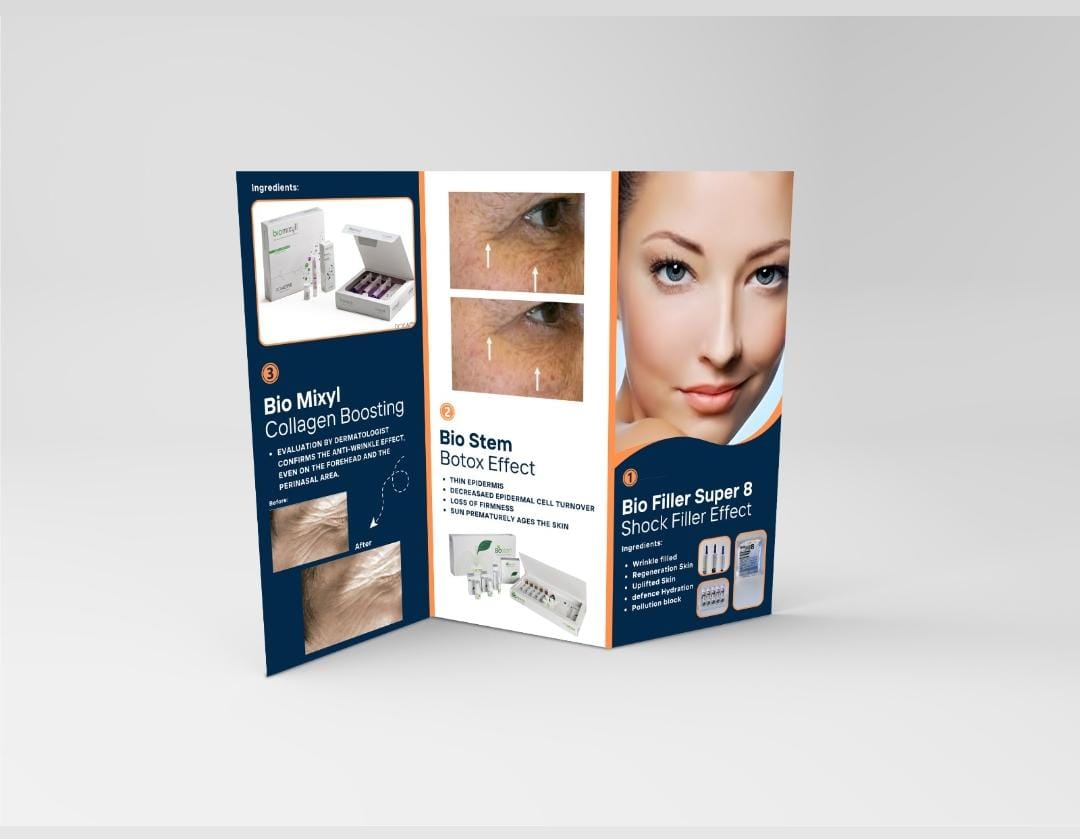 Ingredients:
biomixyll
3
Bio Mixyl
Collagen Boosting
• EVALUATION BY DERMATOLOGIST
CONFIRMS THE ANTI-WRINKLE EFFECT,
EVEN ON THE FOREHEAD AND THE
PERINASAL AREA.
Before:
After
2
Bio Stem
Botox Effect
• THIN EPIDERMIS
• DECREASAED EPIDERMAL CELL TURNOVER
• LOSS OF FIRMNESS
• SUN PREMATURELY AGES THE SKIN
1
Bio Filler Super 8
Shock Filler Effect
Ingredients:
• Wrinkle filled
• Regeneration Skin
• Uplifted Skin
• defence Hydration
• Pollution block